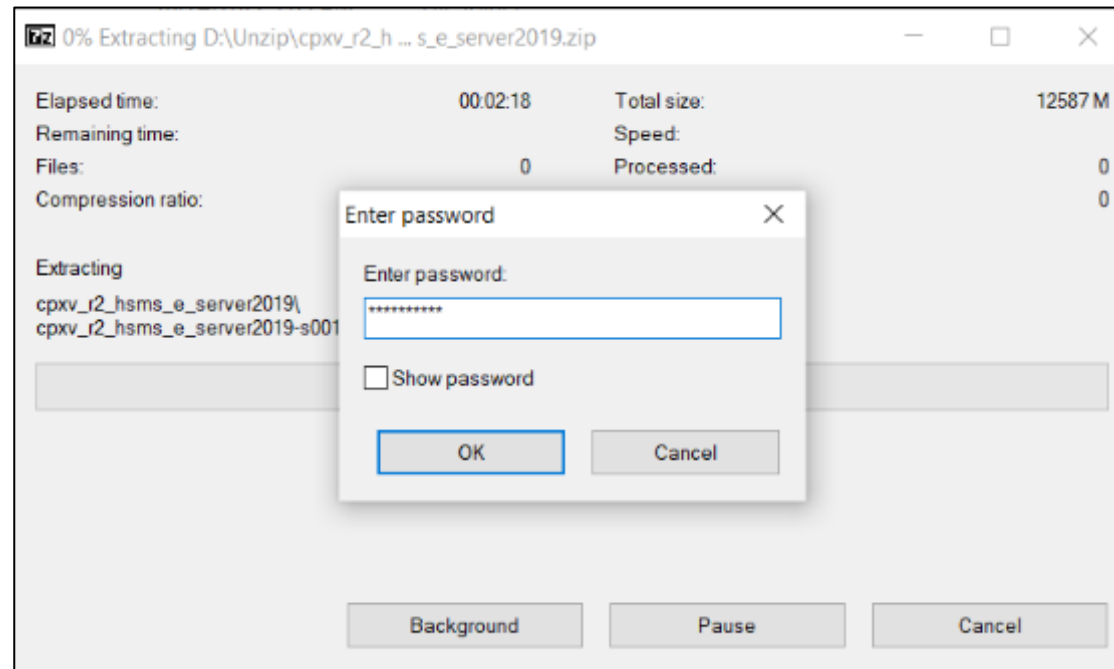 7z 0% Extracting D:\Unzip\cpxv_r2_h ... s_e_server2019.zip
Elapsed time: 00:02:18 Total size: 12587 M
Remaining time: Speed:
Files: 0 Processed: 0
Compression ratio: 0
Enter password
Extracting
cpxv_r2_hsms_e_server2019\
cpxv_r2_hsms_e_server2019-s001
Enter password:
**********
Show password
OK Cancel
Background Pause Cancel